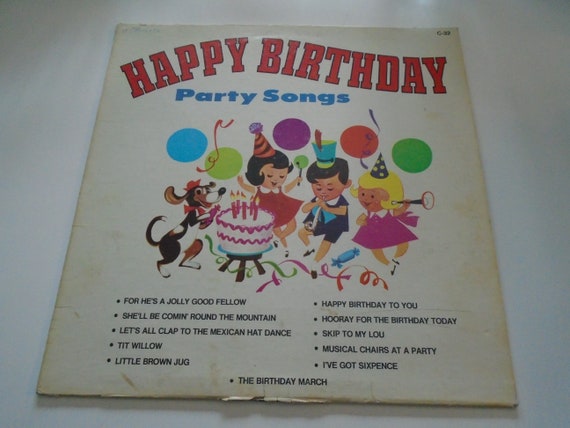 C-32
HAPPY BIRTHDAY
Party Songs
• FOR HE'S A JOLLY GOOD FELLOW
• SHE'LL BE COMIN' ROUND THE MOUNTAIN
• LET'S ALL CLAP TO THE MEXICAN HAT DANCE
• TIT WILLOW
• LITTLE BROWN JUG
• HAPPY BIRTHDAY TO YOU
• HOORAY FOR THE BIRTHDAY TODAY
• SKIP TO MY LOU
• MUSICAL CHAIRS AT A PARTY
• I'VE GOT SIXPENCE
• THE BIRTHDAY MARCH